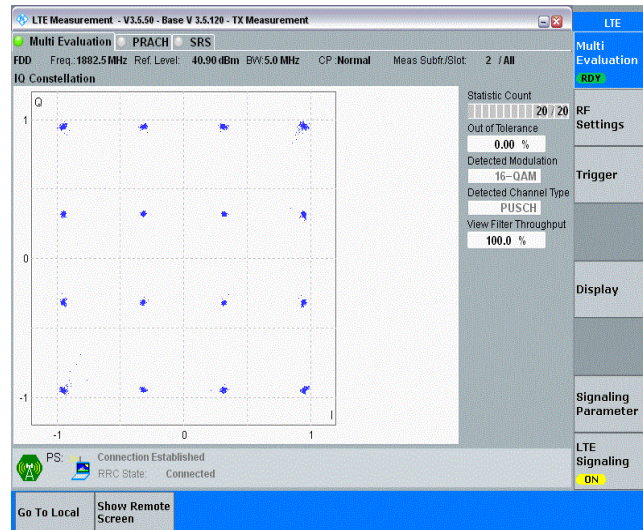 LTE Measurement - V3.5.50 - Base V 3.5.120 - TX Measurement
LTE
Multi Evaluation PRACH SRS
Multi
Evaluation
RDY
FDD Freq.:1882.5 MHz Ref. Level: 40.90 dBm BW:5.0 MHz CP :Normal Meas Subfr./Slot: 2 / All
IQ Constellation
Q
1
0
-1
-1 0 1
I
Statistic Count
20 / 20
Out of Tolerance
0.00 %
Detected Modulation
16-QAM
Detected Channel Type
PUSCH
View Filter Throughput
100.0 %
RF
Settings
Trigger
Display
Signaling
Parameter
LTE
Signaling
ON
PS: Connection Established
RRC State: Connected
Go To Local
Show Remote
Screen